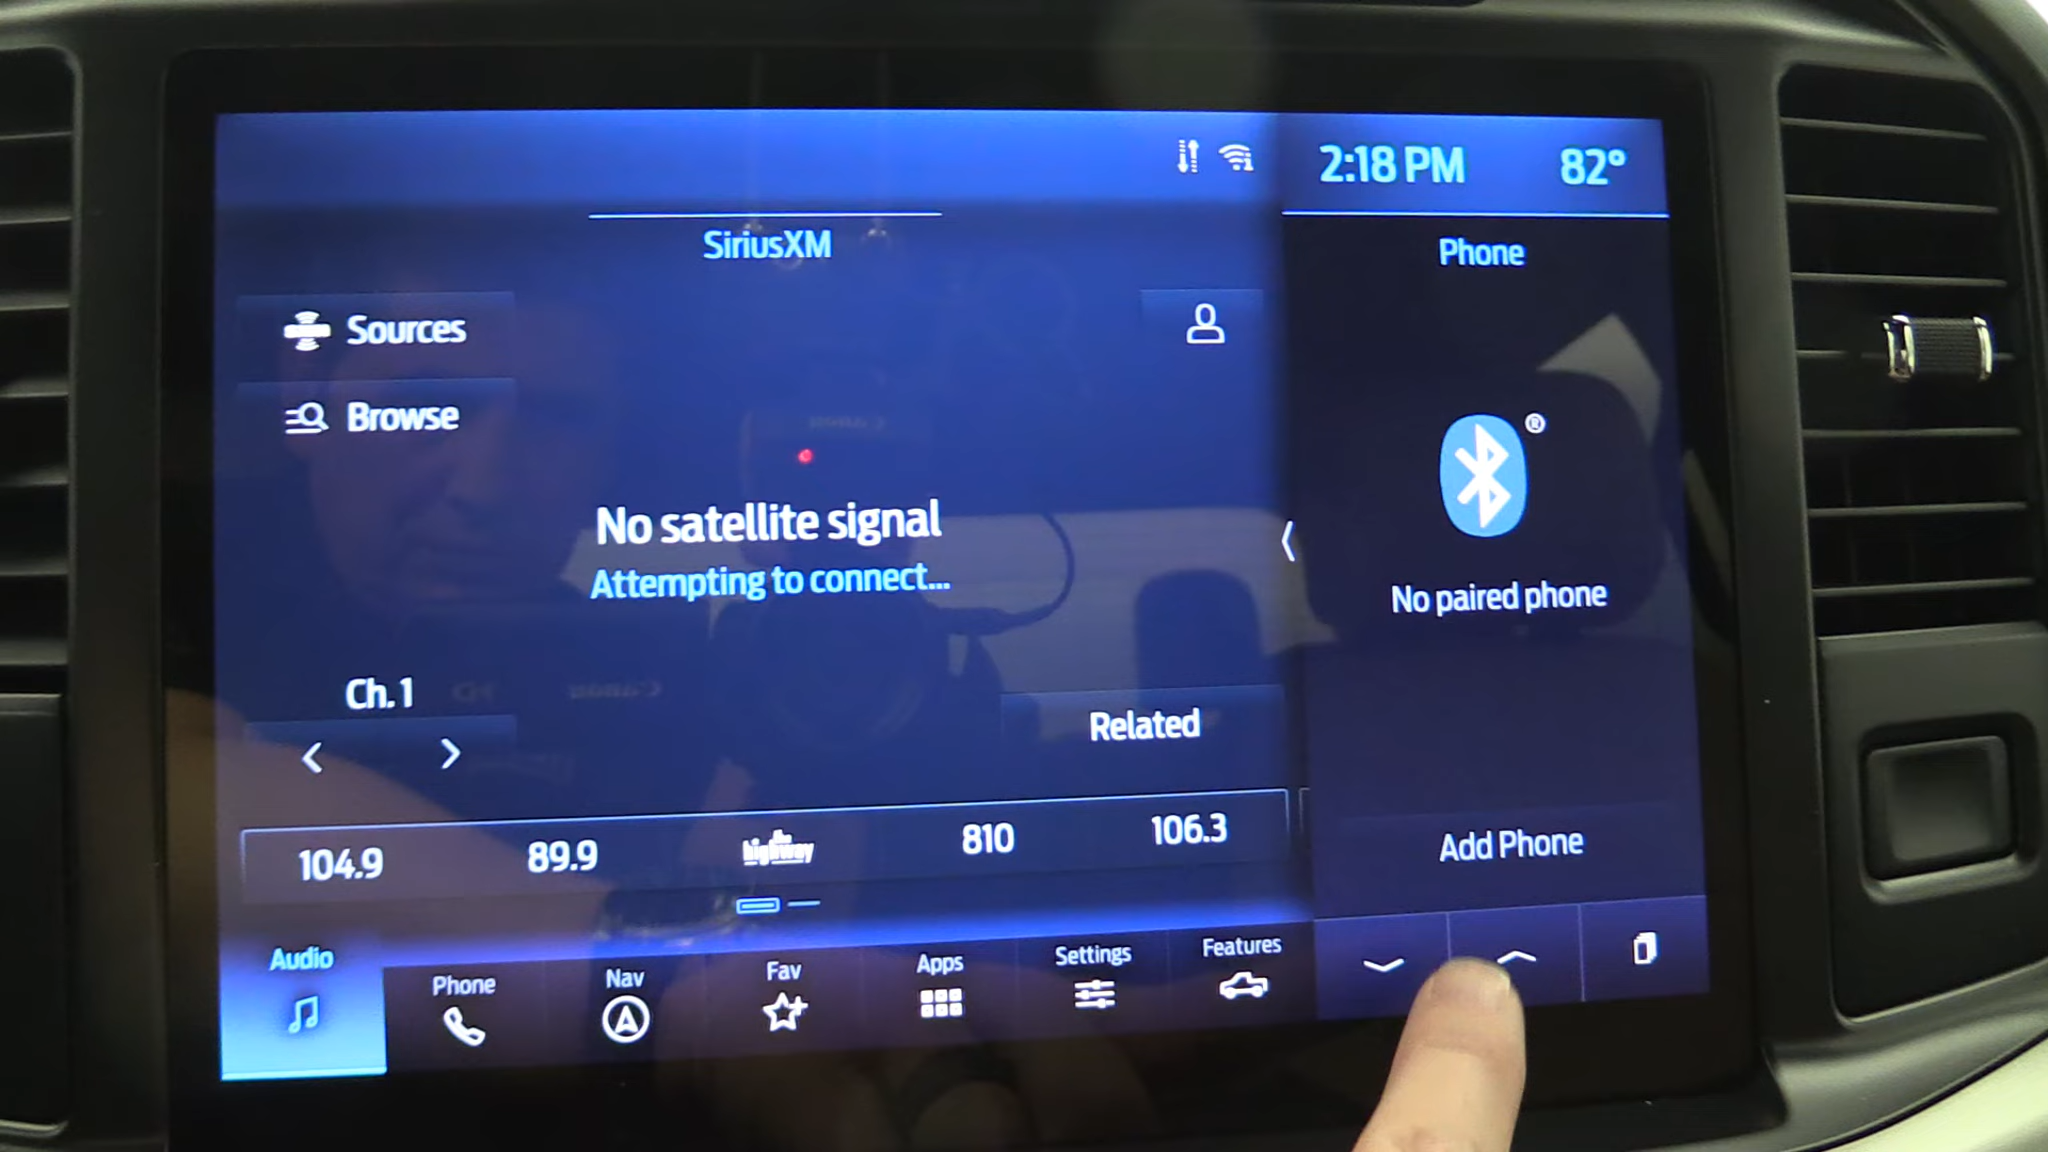 2:18 PM
82°
SiriusXM
Phone
Sources
Browse
®
No satellite signal
Attempting to connect...
No paired phone
Ch. 1
Related
104.9
89.9
the highway
810
106.3
Add Phone
Audio
Phone
Nav
Fav
Apps
Settings
Features